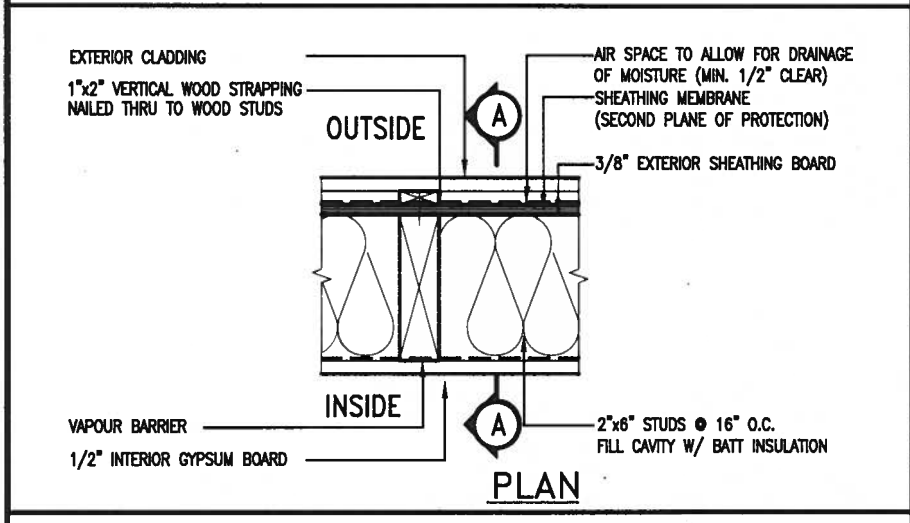 EXTERIOR CLADDING
1"x2" VERTICAL WOOD STRAPPING
NAILED THRU TO WOOD STUDS
OUTSIDE
A
AIR SPACE TO ALLOW FOR DRAINAGE
OF MOISTURE (MIN. 1/2" CLEAR)
SHEATHING MEMBRANE
(SECOND PLANE OF PROTECTION)
3/8" EXTERIOR SHEATHING BOARD
VAPOUR BARRIER
1/2" INTERIOR GYPSUM BOARD
INSIDE
A
2"x6" STUDS @ 16" O.C.
FILL CAVITY W/ BATT INSULATION
PLAN